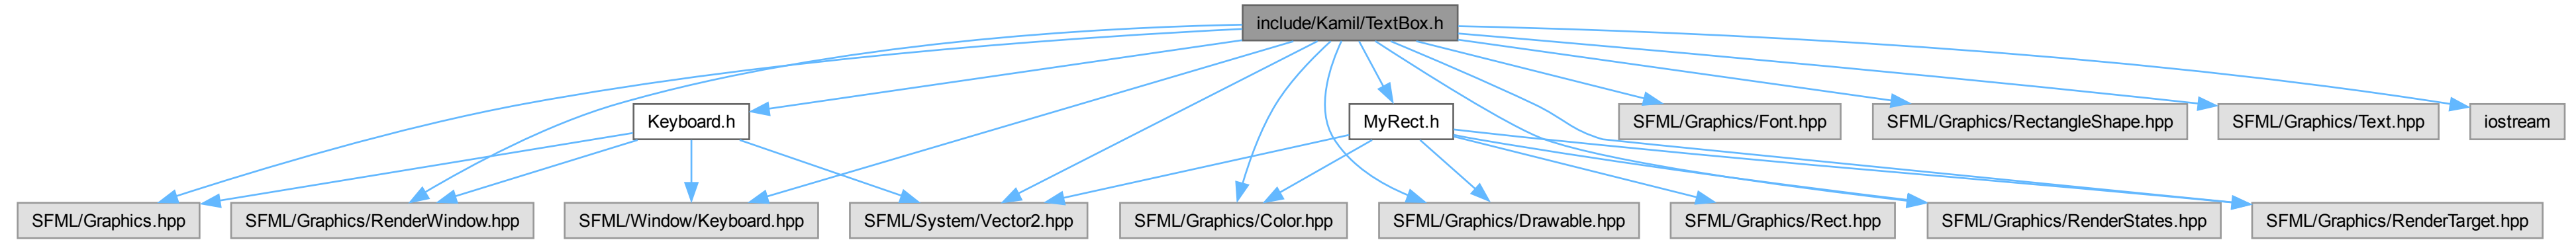 include/Kamil/TextBox.h
Keyboard.h
MyRect.h
SFML/Graphics/Font.hpp
SFML/Graphics/RectangleShape.hpp
SFML/Graphics/Text.hpp
iostream
SFML/Graphics.hpp
SFML/Graphics/RenderWindow.hpp
SFML/Window/Keyboard.hpp
SFML/System/Vector2.hpp
SFML/Graphics/Color.hpp
SFML/Graphics/Drawable.hpp
SFML/Graphics/Rect.hpp
SFML/Graphics/RenderStates.hpp
SFML/Graphics/RenderTarget.hpp